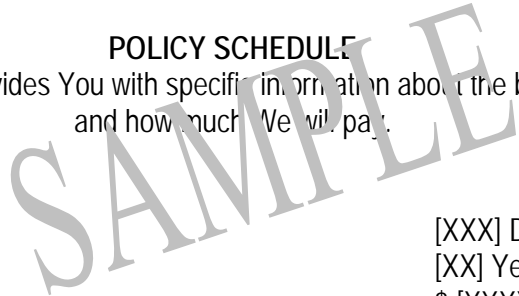 POLICY SCHEDULE
vides You with specific information about the b
and how much We will pay.
SAMPLE
[XXX] D
[XX] Ye
$ [XXX